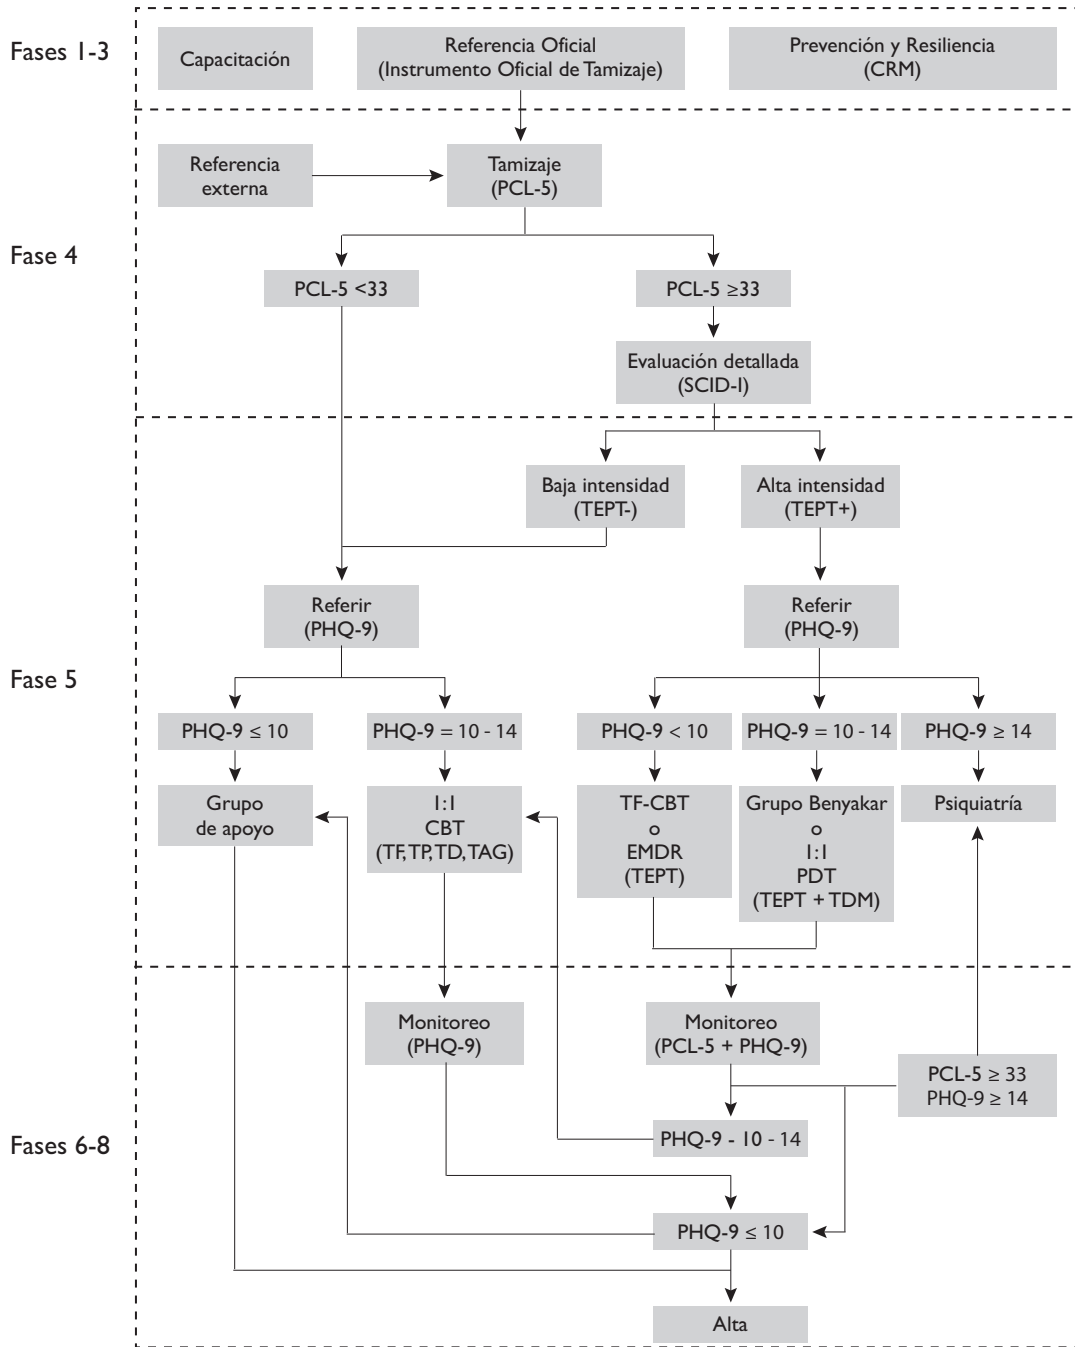 Fases 1-3
Capacitación
Referencia Oficial
(Instrumento Oficial de Tamizaje)
Prevención y Resiliencia
(CRM)
Fase 4
Referencia
externa
Tamizaje
(PCL-5)
PCL-5 <33
PCL-5 ≥33
Evaluación detallada
(SCID-I)
Fase 5
Baja intensidad
(TEPT-)
Alta intensidad
(TEPT+)
Referir
(PHQ-9)
Referir
(PHQ-9)
PHQ-9 ≤ 10
PHQ-9 = 10 - 14
PHQ-9 < 10
PHQ-9 = 10 - 14
PHQ-9 ≥ 14
Grupo
de apoyo
1:1
CBT
(TF, TP, TD, TAG)
TF-CBT
o
EMDR
(TEPT)
Grupo Benyakar
o
1:1
PDT
(TEPT + TDM)
Psiquiatría
Fases 6-8
Monitoreo
(PHQ-9)
Monitoreo
(PCL-5 + PHQ-9)
PCL-5 ≥ 33
PHQ-9 ≥ 14
PHQ-9 - 10 - 14
PHQ-9 ≤ 10
Alta